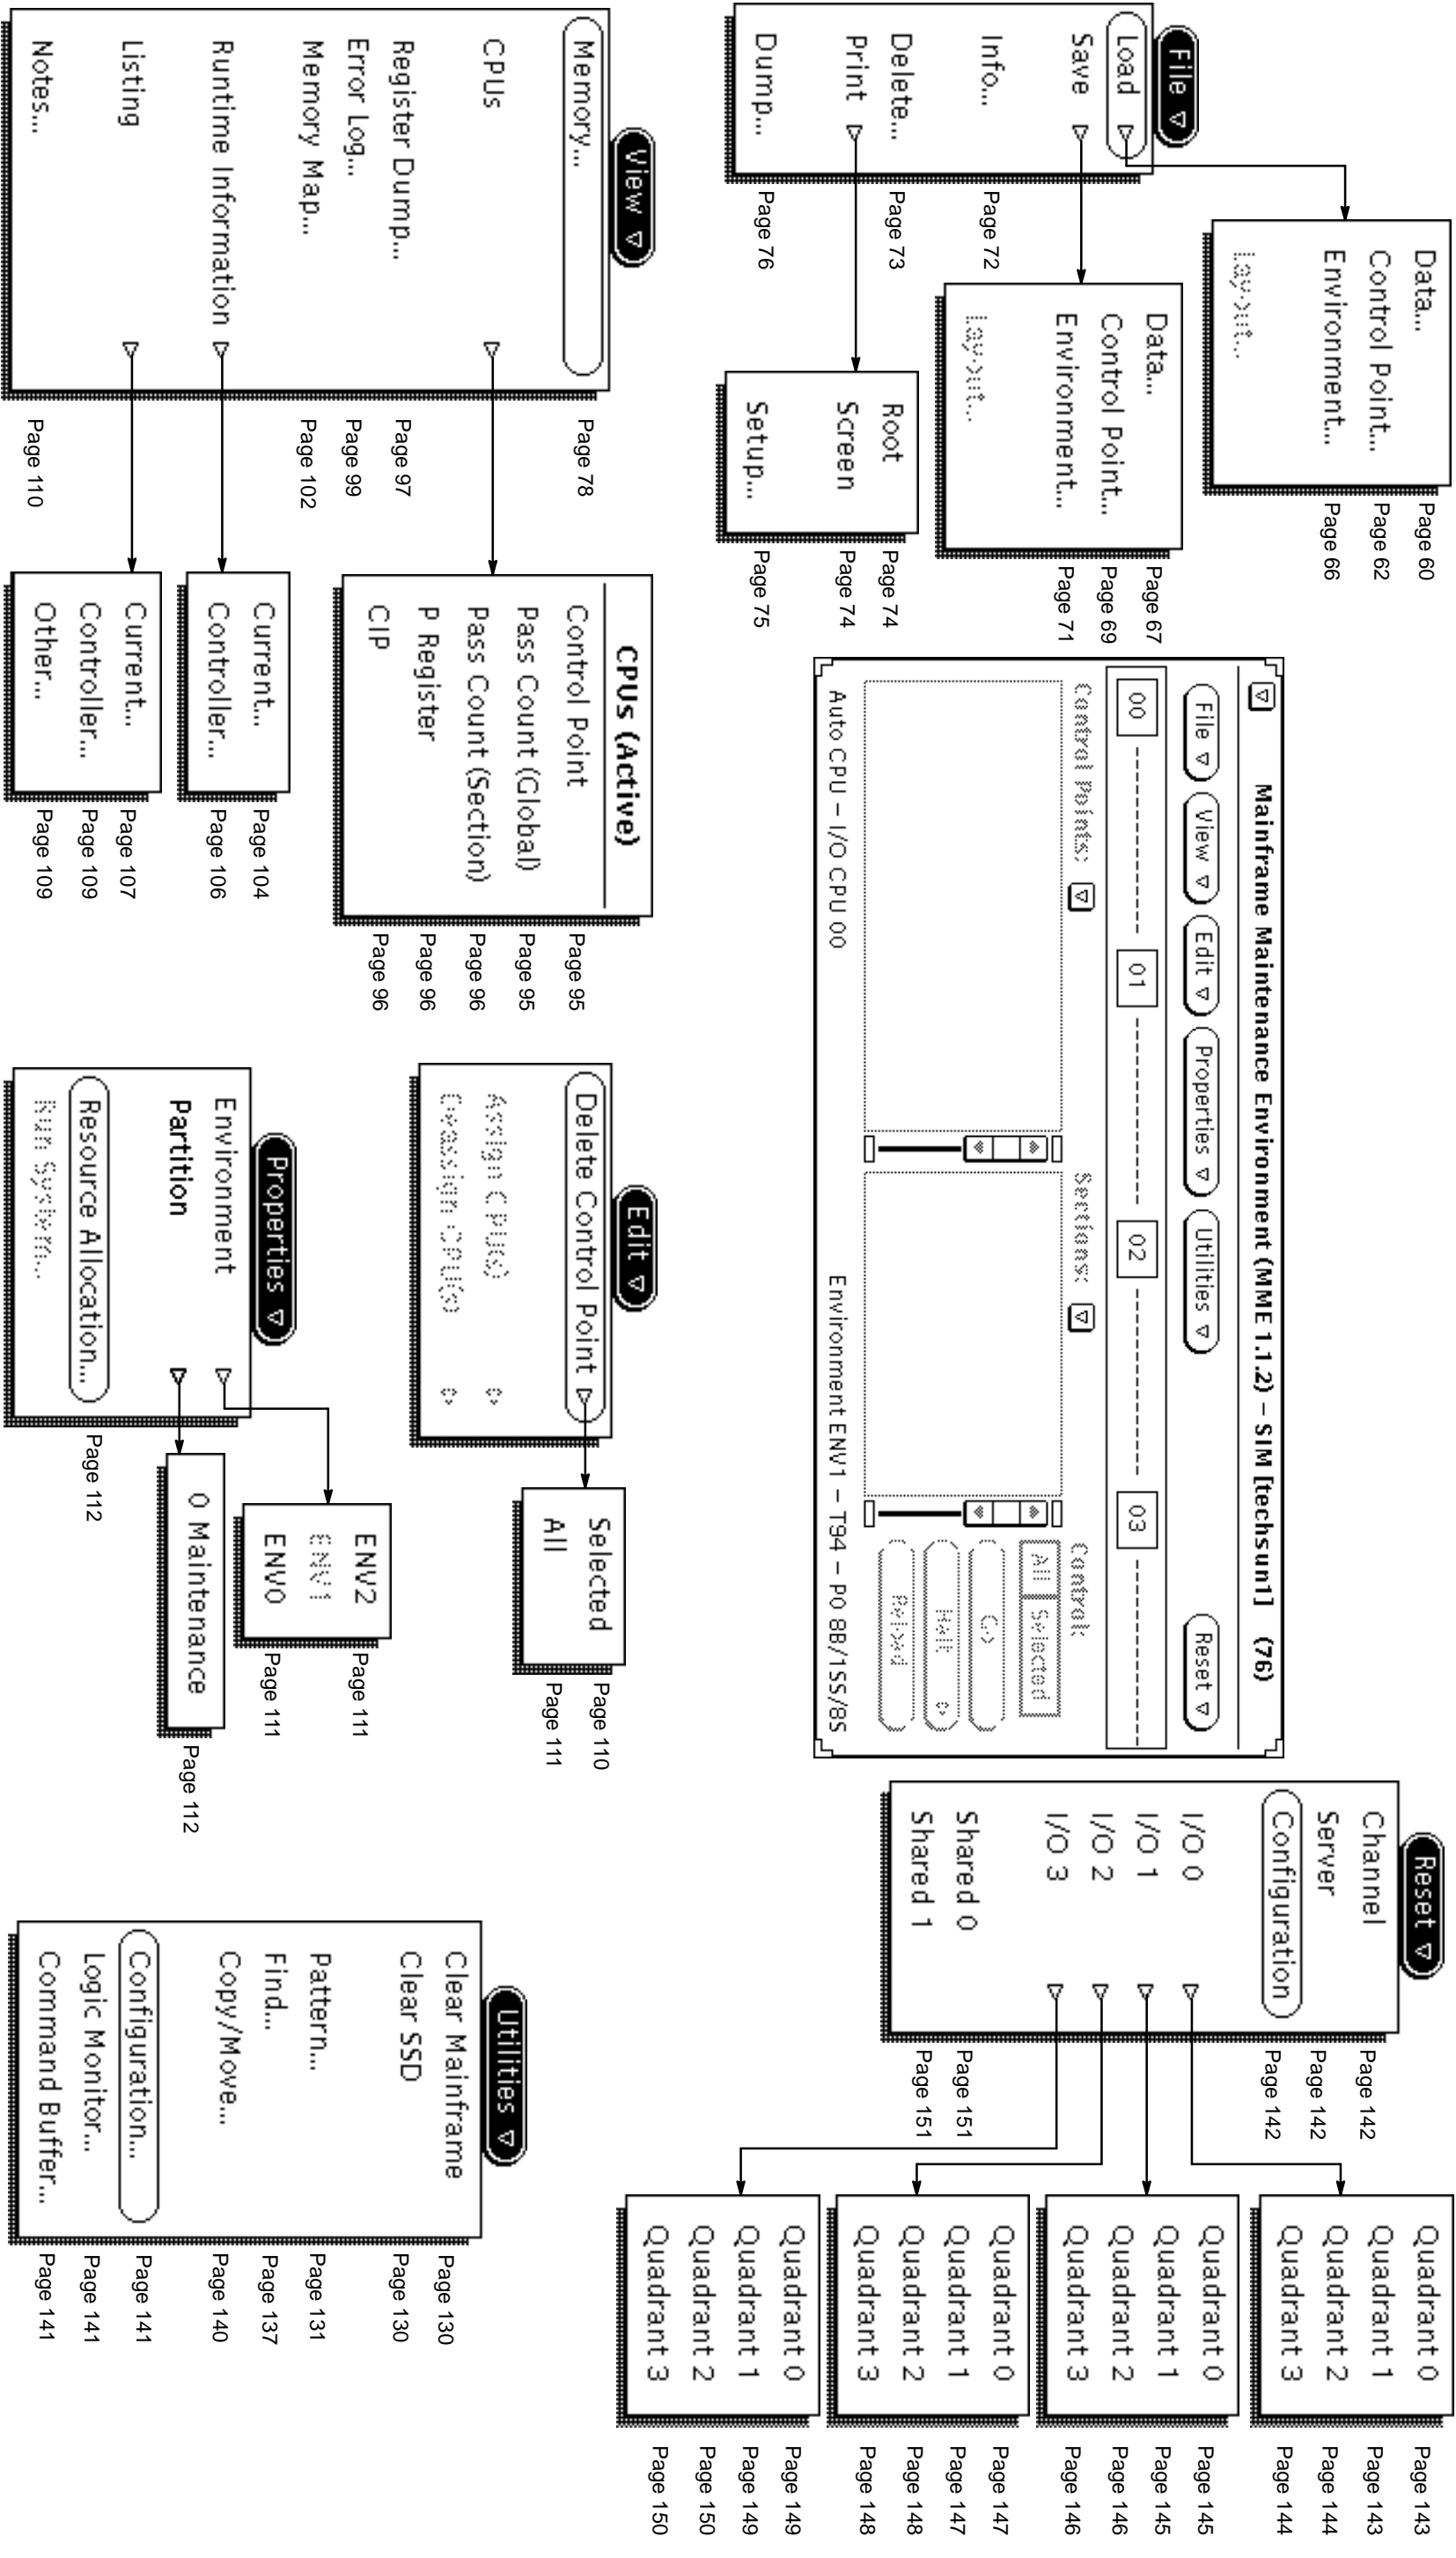 File
Load
Save
Info...
Delete...
Print
Dump...
Page 72
Page 73
Page 76
Data...
Control Point...
Environment...
Layout...
Page 60
Page 62
Page 66
Data...
Control Point...
Environment...
Layout...
Page 67
Page 69
Page 71
Root
Screen
Setup...
Page 74
Page 74
Page 75
Mainframe Maintenance Environment (MME 1.1.2) – SIM [techsun1] (76)
File View Edit Properties Utilities Reset
00 01 02 03
Control Points: Sections: Control:
All Selected
Go
Halt
Reload
Auto CPU – I/O CPU 00 Environment ENV1 – T94 – P0 8B/1SS/8S
Reset
Channel
Server
Configuration
I/O 0
I/O 1
I/O 2
I/O 3
Shared 0
Shared 1
Page 142
Page 142
Page 142
Page 151
Page 151
Quadrant 0
Quadrant 1
Quadrant 2
Quadrant 3
Page 143
Page 143
Page 144
Page 144
Quadrant 0
Quadrant 1
Quadrant 2
Quadrant 3
Page 145
Page 145
Page 146
Page 146
Quadrant 0
Quadrant 1
Quadrant 2
Quadrant 3
Page 147
Page 147
Page 148
Page 148
Quadrant 0
Quadrant 1
Quadrant 2
Quadrant 3
Page 149
Page 149
Page 150
Page 150
View
Memory...
CPUs
Register Dump...
Error Log...
Memory Map...
Runtime Information
Listing
Notes...
Page 78
Page 97
Page 99
Page 102
Page 110
CPUs (Active)
Control Point
Pass Count (Global)
Pass Count (Section)
P Register
CIP
Page 95
Page 95
Page 96
Page 96
Page 96
Current...
Controller...
Page 104
Page 106
Current...
Controller...
Other...
Page 107
Page 109
Page 109
Edit
Delete Control Point
Assign CPU(s)
Deassign CPU(s)
Selected
All
Page 110
Page 111
Properties
Environment
Partition
Resource Allocation...
Run System...
Page 112
ENV2
ENV1
ENV0
Page 111
Page 111
0 Maintenance
Page 112
Utilities
Clear Mainframe
Clear SSD
Pattern...
Find...
Copy/Move...
Configuration...
Logic Monitor...
Command Buffer...
Page 130
Page 130
Page 131
Page 137
Page 140
Page 141
Page 141
Page 141